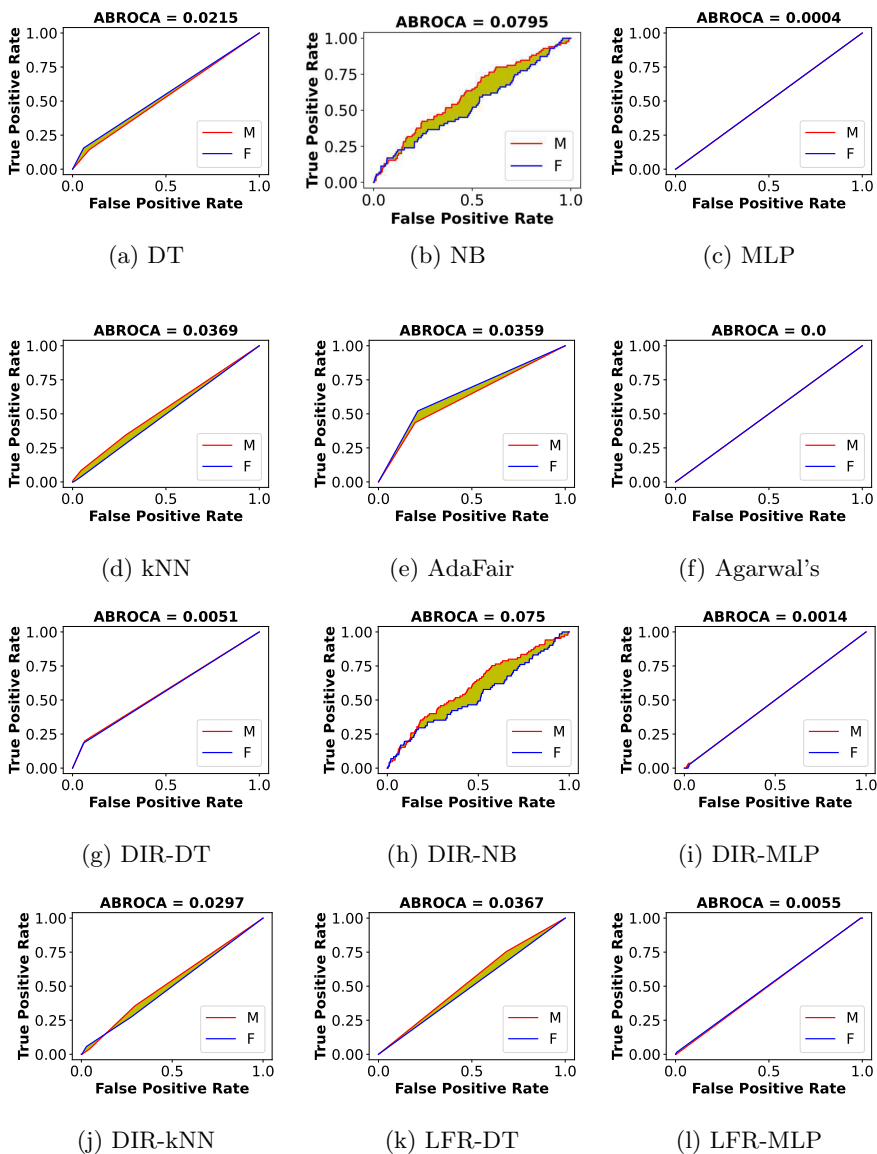 ABROCA = 0.0215
True Positive Rate
1.00
0.75
0.50
0.25
0.00
M
F
0.0
0.5
1.0
False Positive Rate
(a) DT
ABROCA = 0.0795
True Positive Rate
1.00
0.75
0.50
0.25
0.00
M
F
0.0
0.5
1.0
False Positive Rate
(b) NB
ABROCA = 0.0004
True Positive Rate
1.00
0.75
0.50
0.25
0.00
M
F
0.0
0.5
1.0
False Positive Rate
(c) MLP
ABROCA = 0.0369
True Positive Rate
1.00
0.75
0.50
0.25
0.00
M
F
0.0
0.5
1.0
False Positive Rate
(d) kNN
ABROCA = 0.0359
True Positive Rate
1.00
0.75
0.50
0.25
0.00
M
F
0.0
0.5
1.0
False Positive Rate
(e) AdaFair
ABROCA = 0.0
True Positive Rate
1.00
0.75
0.50
0.25
0.00
M
F
0.0
0.5
1.0
False Positive Rate
(f) Agarwal's
ABROCA = 0.0051
True Positive Rate
1.00
0.75
0.50
0.25
0.00
M
F
0.0
0.5
1.0
False Positive Rate
(g) DIR-DT
ABROCA = 0.075
True Positive Rate
1.00
0.75
0.50
0.25
0.00
M
F
0.0
0.5
1.0
False Positive Rate
(h) DIR-NB
ABROCA = 0.0014
True Positive Rate
1.00
0.75
0.50
0.25
0.00
M
F
0.0
0.5
1.0
False Positive Rate
(i) DIR-MLP
ABROCA = 0.0297
True Positive Rate
1.00
0.75
0.50
0.25
0.00
M
F
0.0
0.5
1.0
False Positive Rate
(j) DIR-kNN
ABROCA = 0.0367
True Positive Rate
1.00
0.75
0.50
0.25
0.00
M
F
0.0
0.5
1.0
False Positive Rate
(k) LFR-DT
ABROCA = 0.0055
True Positive Rate
1.00
0.75
0.50
0.25
0.00
M
F
0.0
0.5
1.0
False Positive Rate
(l) LFR-MLP